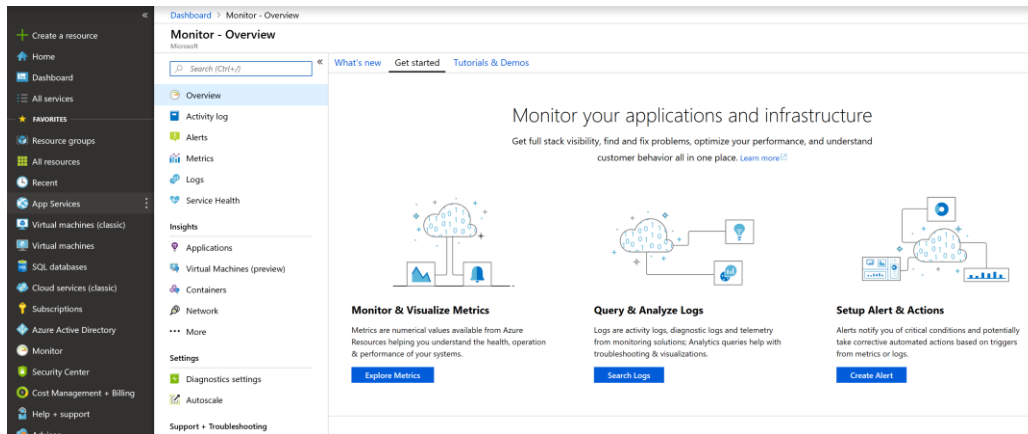 «
Create a resource
Home
Dashboard
All services
FAVORITES
Resource groups
All resources
Recent
App Services
Virtual machines (classic)
Virtual machines
SQL databases
Cloud services (classic)
Subscriptions
Azure Active Directory
Monitor
Security Center
Cost Management + Billing
Help + support
Advisor
Dashboard > Monitor - Overview
Monitor - Overview
Microsoft
Search (Ctrl+/)
«
Overview
Activity log
Alerts
Metrics
Logs
Service Health
Insights
Applications
Virtual Machines (preview)
Containers
Network
More
Settings
Diagnostics settings
Autoscale
Support + Troubleshooting
What's new Get started Tutorials & Demos
Monitor your applications and infrastructure
Get full stack visibility, find and fix problems, optimize your performance, and understand
customer behavior all in one place. Learn more
Monitor & Visualize Metrics
Metrics are numerical values available from Azure
Resources helping you understand the health, operation
& performance of your systems.
Explore Metrics
Query & Analyze Logs
Logs are activity logs, diagnostic logs and telemetry
from monitoring solutions; Analytics queries help with
troubleshooting & visualizations.
Search Logs
Setup Alert & Actions
Alerts notify you of critical conditions and potentially
take corrective automated actions based on triggers
from metrics or logs.
Create Alert